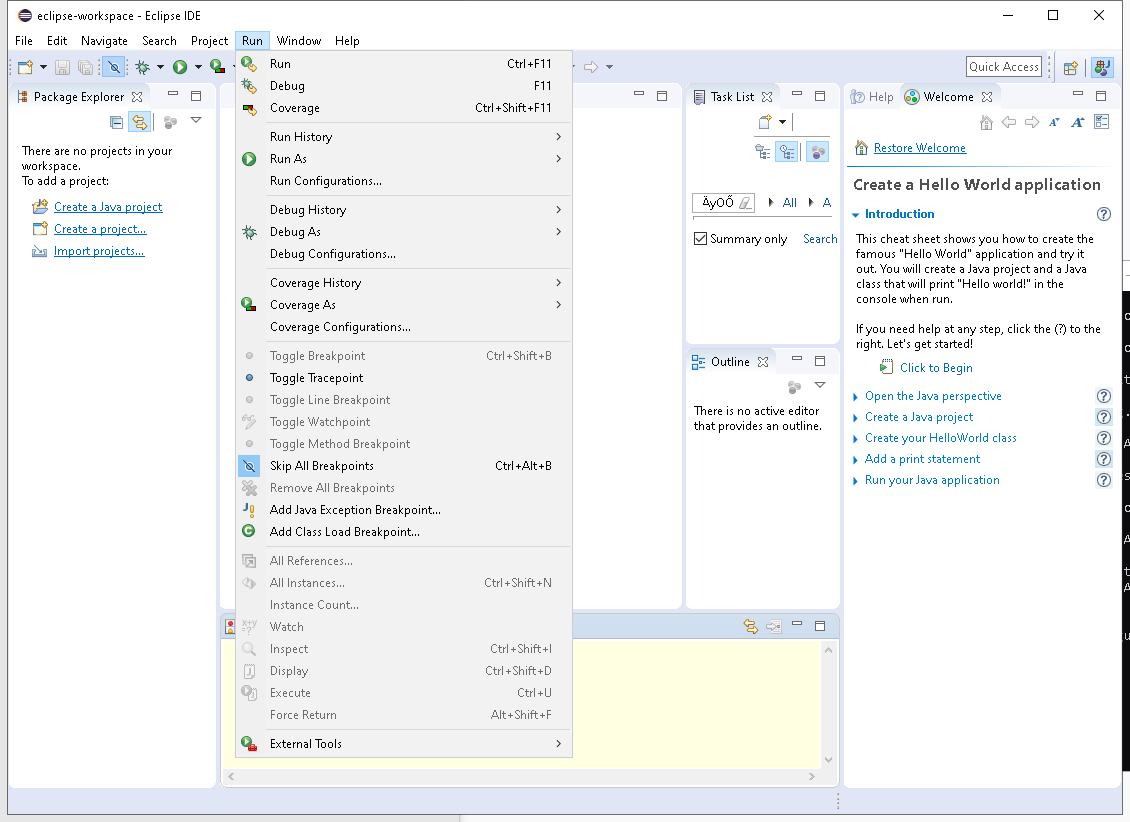 eclipse-workspace - Eclipse IDE
File Edit Navigate Search Project Run Window Help
Quick Access
Package Explorer
There are no projects in your
workspace.
To add a project:
Create a Java project
Create a project...
Import projects...
Run Ctrl+F11
Debug F11
Coverage Ctrl+Shift+F11
Run History
Run As
Run Configurations...
Debug History
Debug As
Debug Configurations...
Coverage History
Coverage As
Coverage Configurations...
Toggle Breakpoint Ctrl+Shift+B
Toggle Tracepoint
Toggle Line Breakpoint
Toggle Watchpoint
Toggle Method Breakpoint
Skip All Breakpoints Ctrl+Alt+B
Remove All Breakpoints
Add Java Exception Breakpoint...
Add Class Load Breakpoint...
All References...
All Instances... Ctrl+Shift+N
Instance Count...
Watch
Inspect Ctrl+Shift+I
Display Ctrl+Shift+D
Execute Ctrl+U
Force Return Alt+Shift+F
External Tools
Task List
ÄyOŐ All A
Summary only Search
Outline
There is no active editor
that provides an outline.
Help Welcome
Restore Welcome
Create a Hello World application
Introduction
This cheat sheet shows you how to create the
famous "Hello World" application and try it
out. You will create a Java project and a Java
class that will print "Hello world!" in the
console when run.
If you need help at any step, click the (?) to the
right. Let's get started!
Click to Begin
Open the Java perspective
Create a Java project
Create your HelloWorld class
Add a print statement
Run your Java application